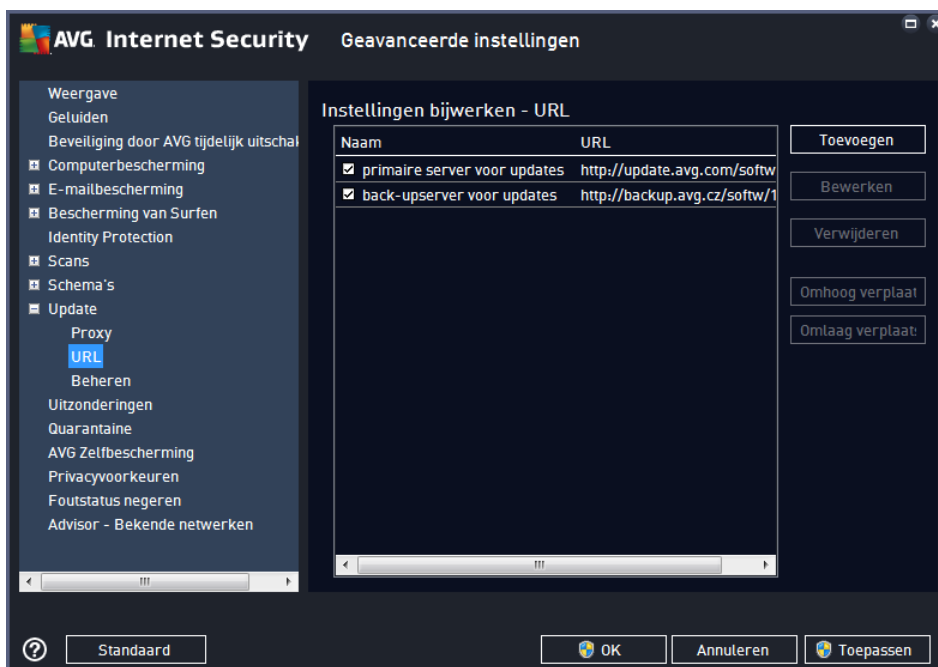 AVG Internet Security Geavanceerde instellingen
Weergave
Geluiden
Beveiliging door AVG tijdelijk uitschak
Computerbescherming
E-mailbescherming
Bescherming van Surfen
Identity Protection
Scans
Schema's
Update
Proxy
URL
Beheren
Uitzonderingen
Quarantaine
AVG Zelfbescherming
Privacyvoorkeuren
Foutstatus negeren
Advisor - Bekende netwerken
Instellingen bijwerken - URL
Naam URL
primaire server voor updates http://update.avg.com/softw
back-upserver voor updates http://backup.avg.cz/softw/1
Toevoegen
Bewerken
Verwijderen
Omhoog verplaat
Omlaag verplaats
Standaard
OK
Annuleren
Toepassen